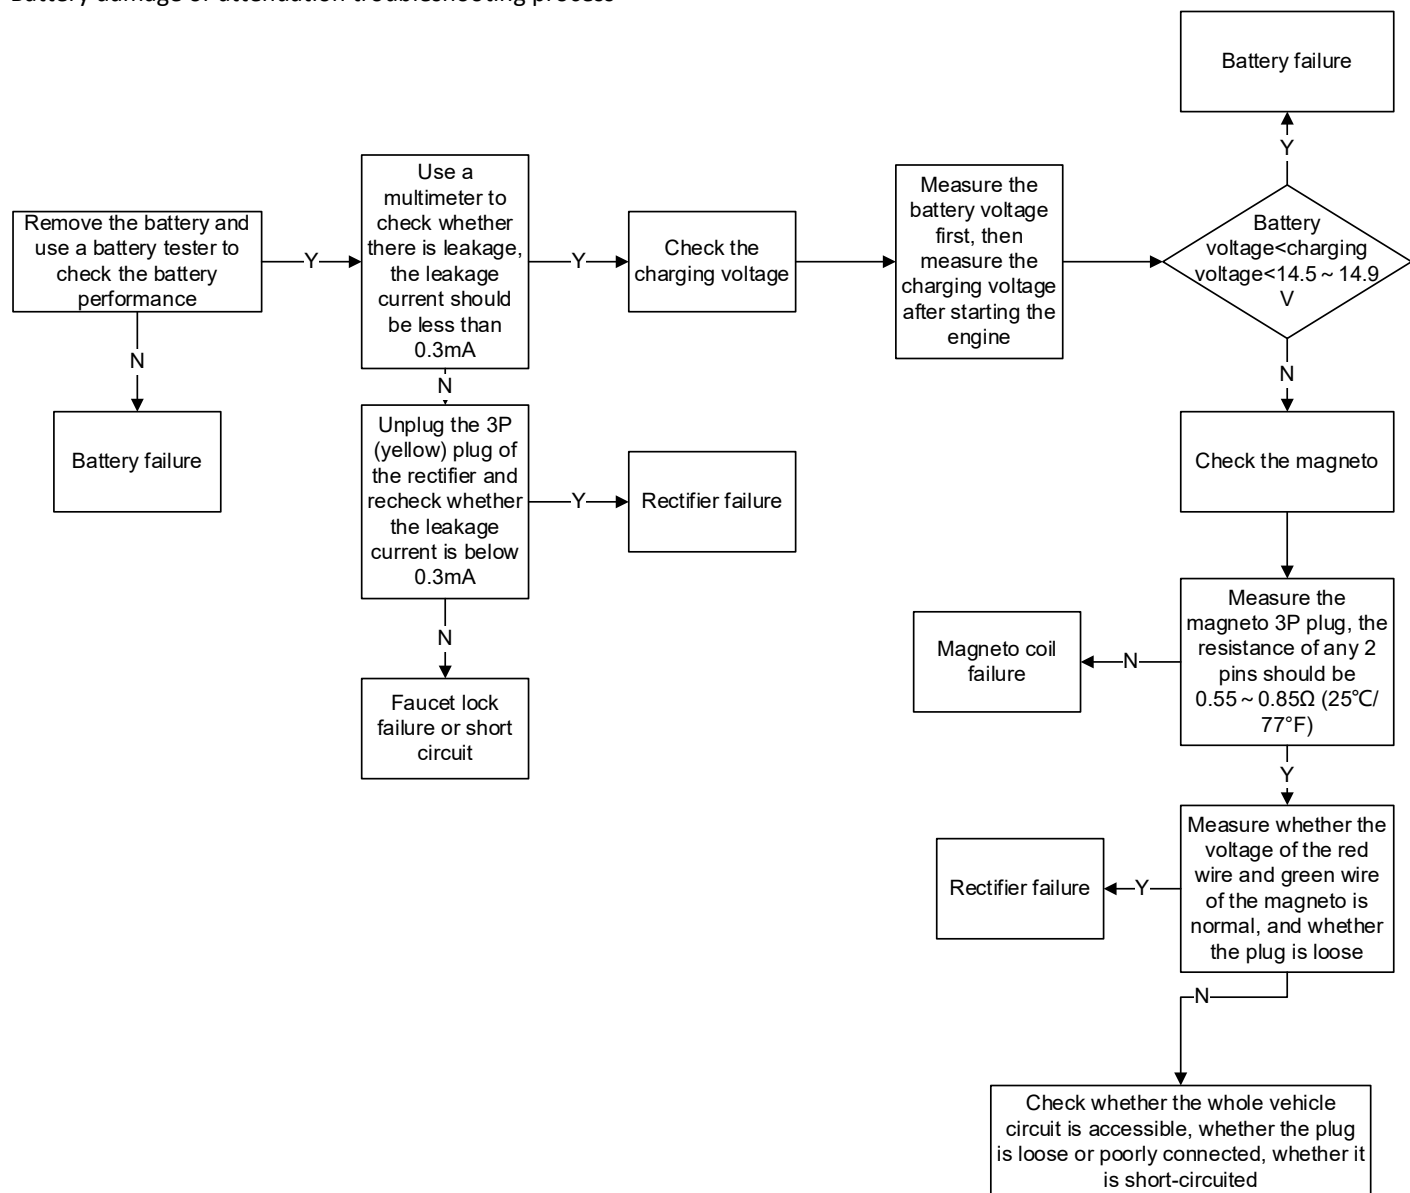 Battery damage or attenuation troubleshooting process
Battery failure
Y
Remove the battery and
use a battery tester to
check the battery
performance
Y
Use a
multimeter to
check whether
there is leakage,
the leakage
current should
be less than
0.3mA
Y
Check the
charging voltage
Measure the
battery voltage
first, then
measure the
charging voltage
after starting the
engine
Battery
voltage<charging
voltage<14.5～14.9
V
N
Battery failure
N
Unplug the 3P
(yellow) plug of
the rectifier and
recheck whether
the leakage
current is below
0.3mA
Y
Rectifier failure
N
Faucet lock
failure or short
circuit
N
Check the magneto
Measure the
magneto 3P plug, the
resistance of any 2
pins should be
0.55～0.85Ω (25℃/
77°F)
N
Magneto coil
failure
Y
Measure whether the
voltage of the red
wire and green wire
of the magneto is
normal, and whether
the plug is loose
Y
Rectifier failure
N
Check whether the whole vehicle
circuit is accessible, whether the plug
is loose or poorly connected, whether it
is short-circuited